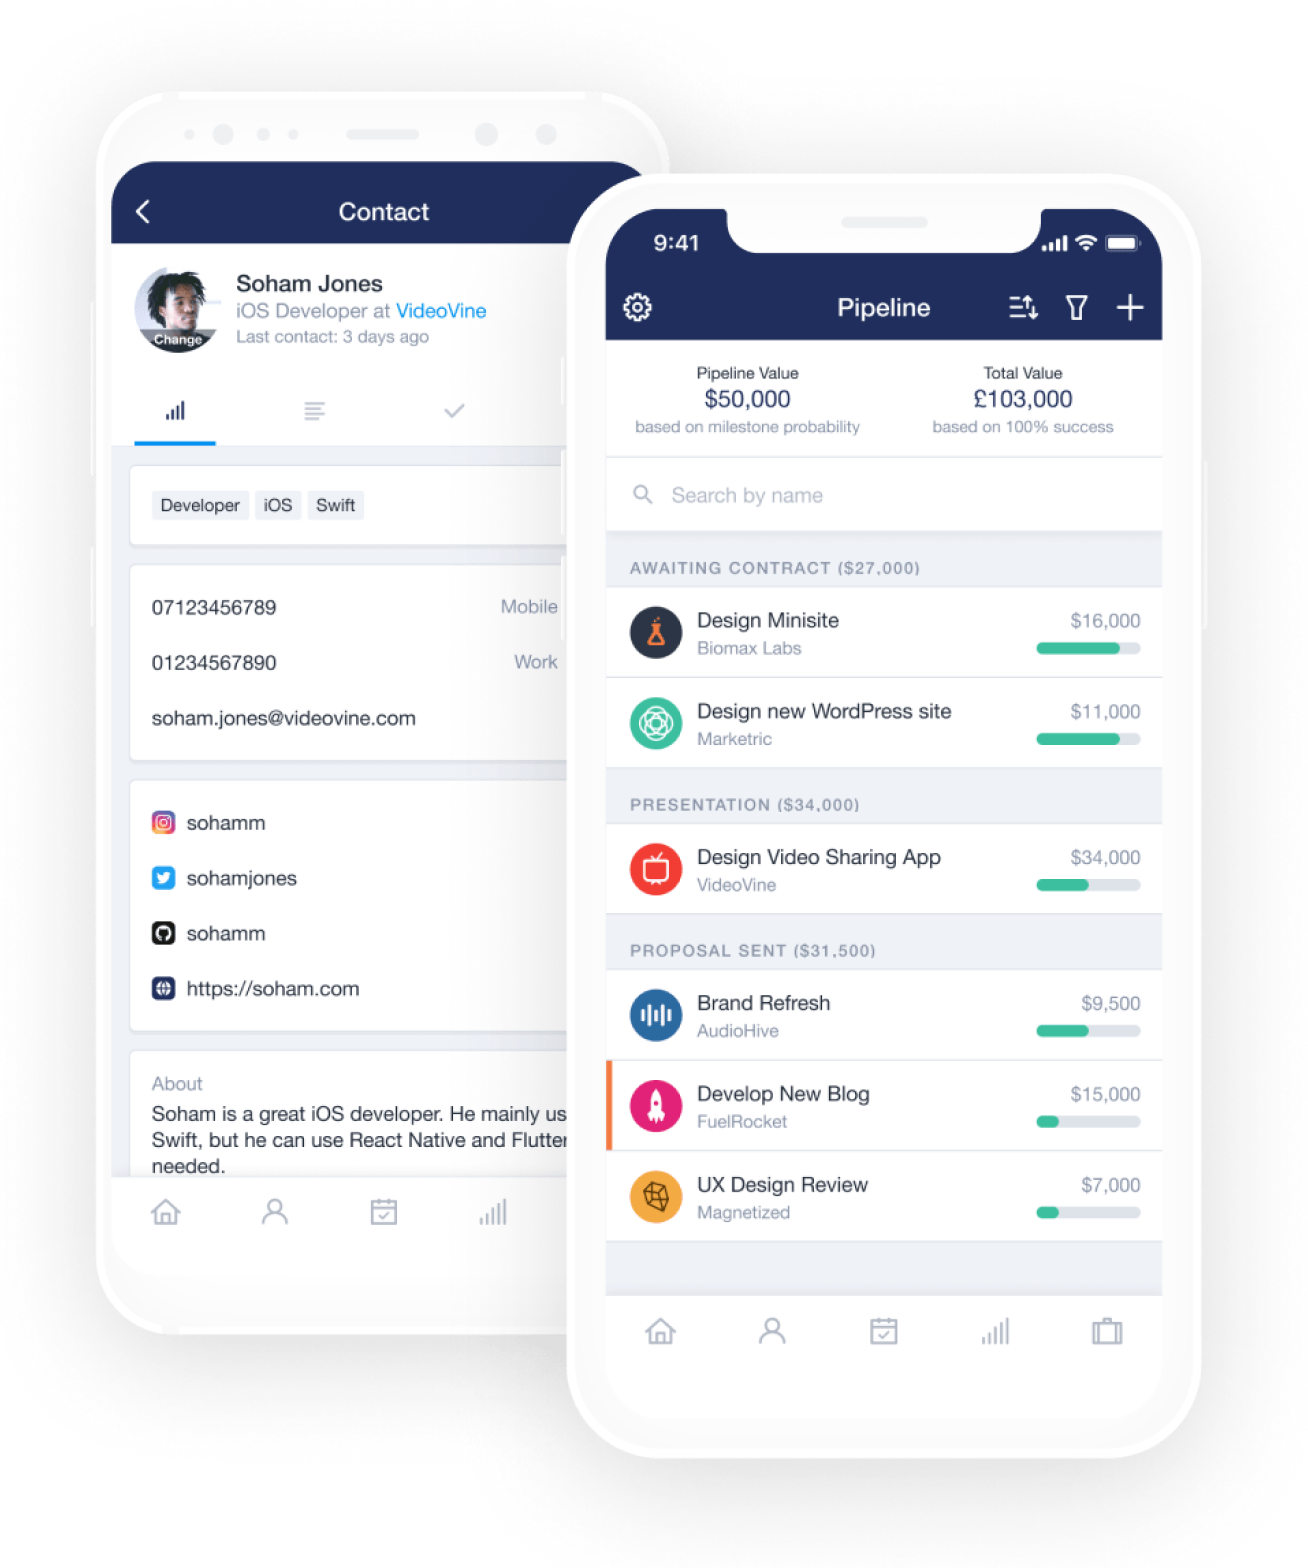 Contact
Soham Jones
iOS Developer at VideoVine
Last contact: 3 days ago
Change
Developer iOS Swift
07123456789 Mobile
01234567890 Work
soham.jones@videovine.com
sohamm
sohamjones
sohamm
https://soham.com
About
Soham is a great iOS developer. He mainly us
Swift, but he can use React Native and Flutter
needed.
9:41
Pipeline
Pipeline Value
$50,000
based on milestone probability
Total Value
£103,000
based on 100% success
Search by name
AWAITING CONTRACT ($27,000)
Design Minisite $16,000
Biomax Labs
Design new WordPress site $11,000
Marketric
PRESENTATION ($34,000)
Design Video Sharing App $34,000
VideoVine
PROPOSAL SENT ($31,500)
Brand Refresh $9,500
AudioHive
Develop New Blog $15,000
FuelRocket
UX Design Review $7,000
Magnetized